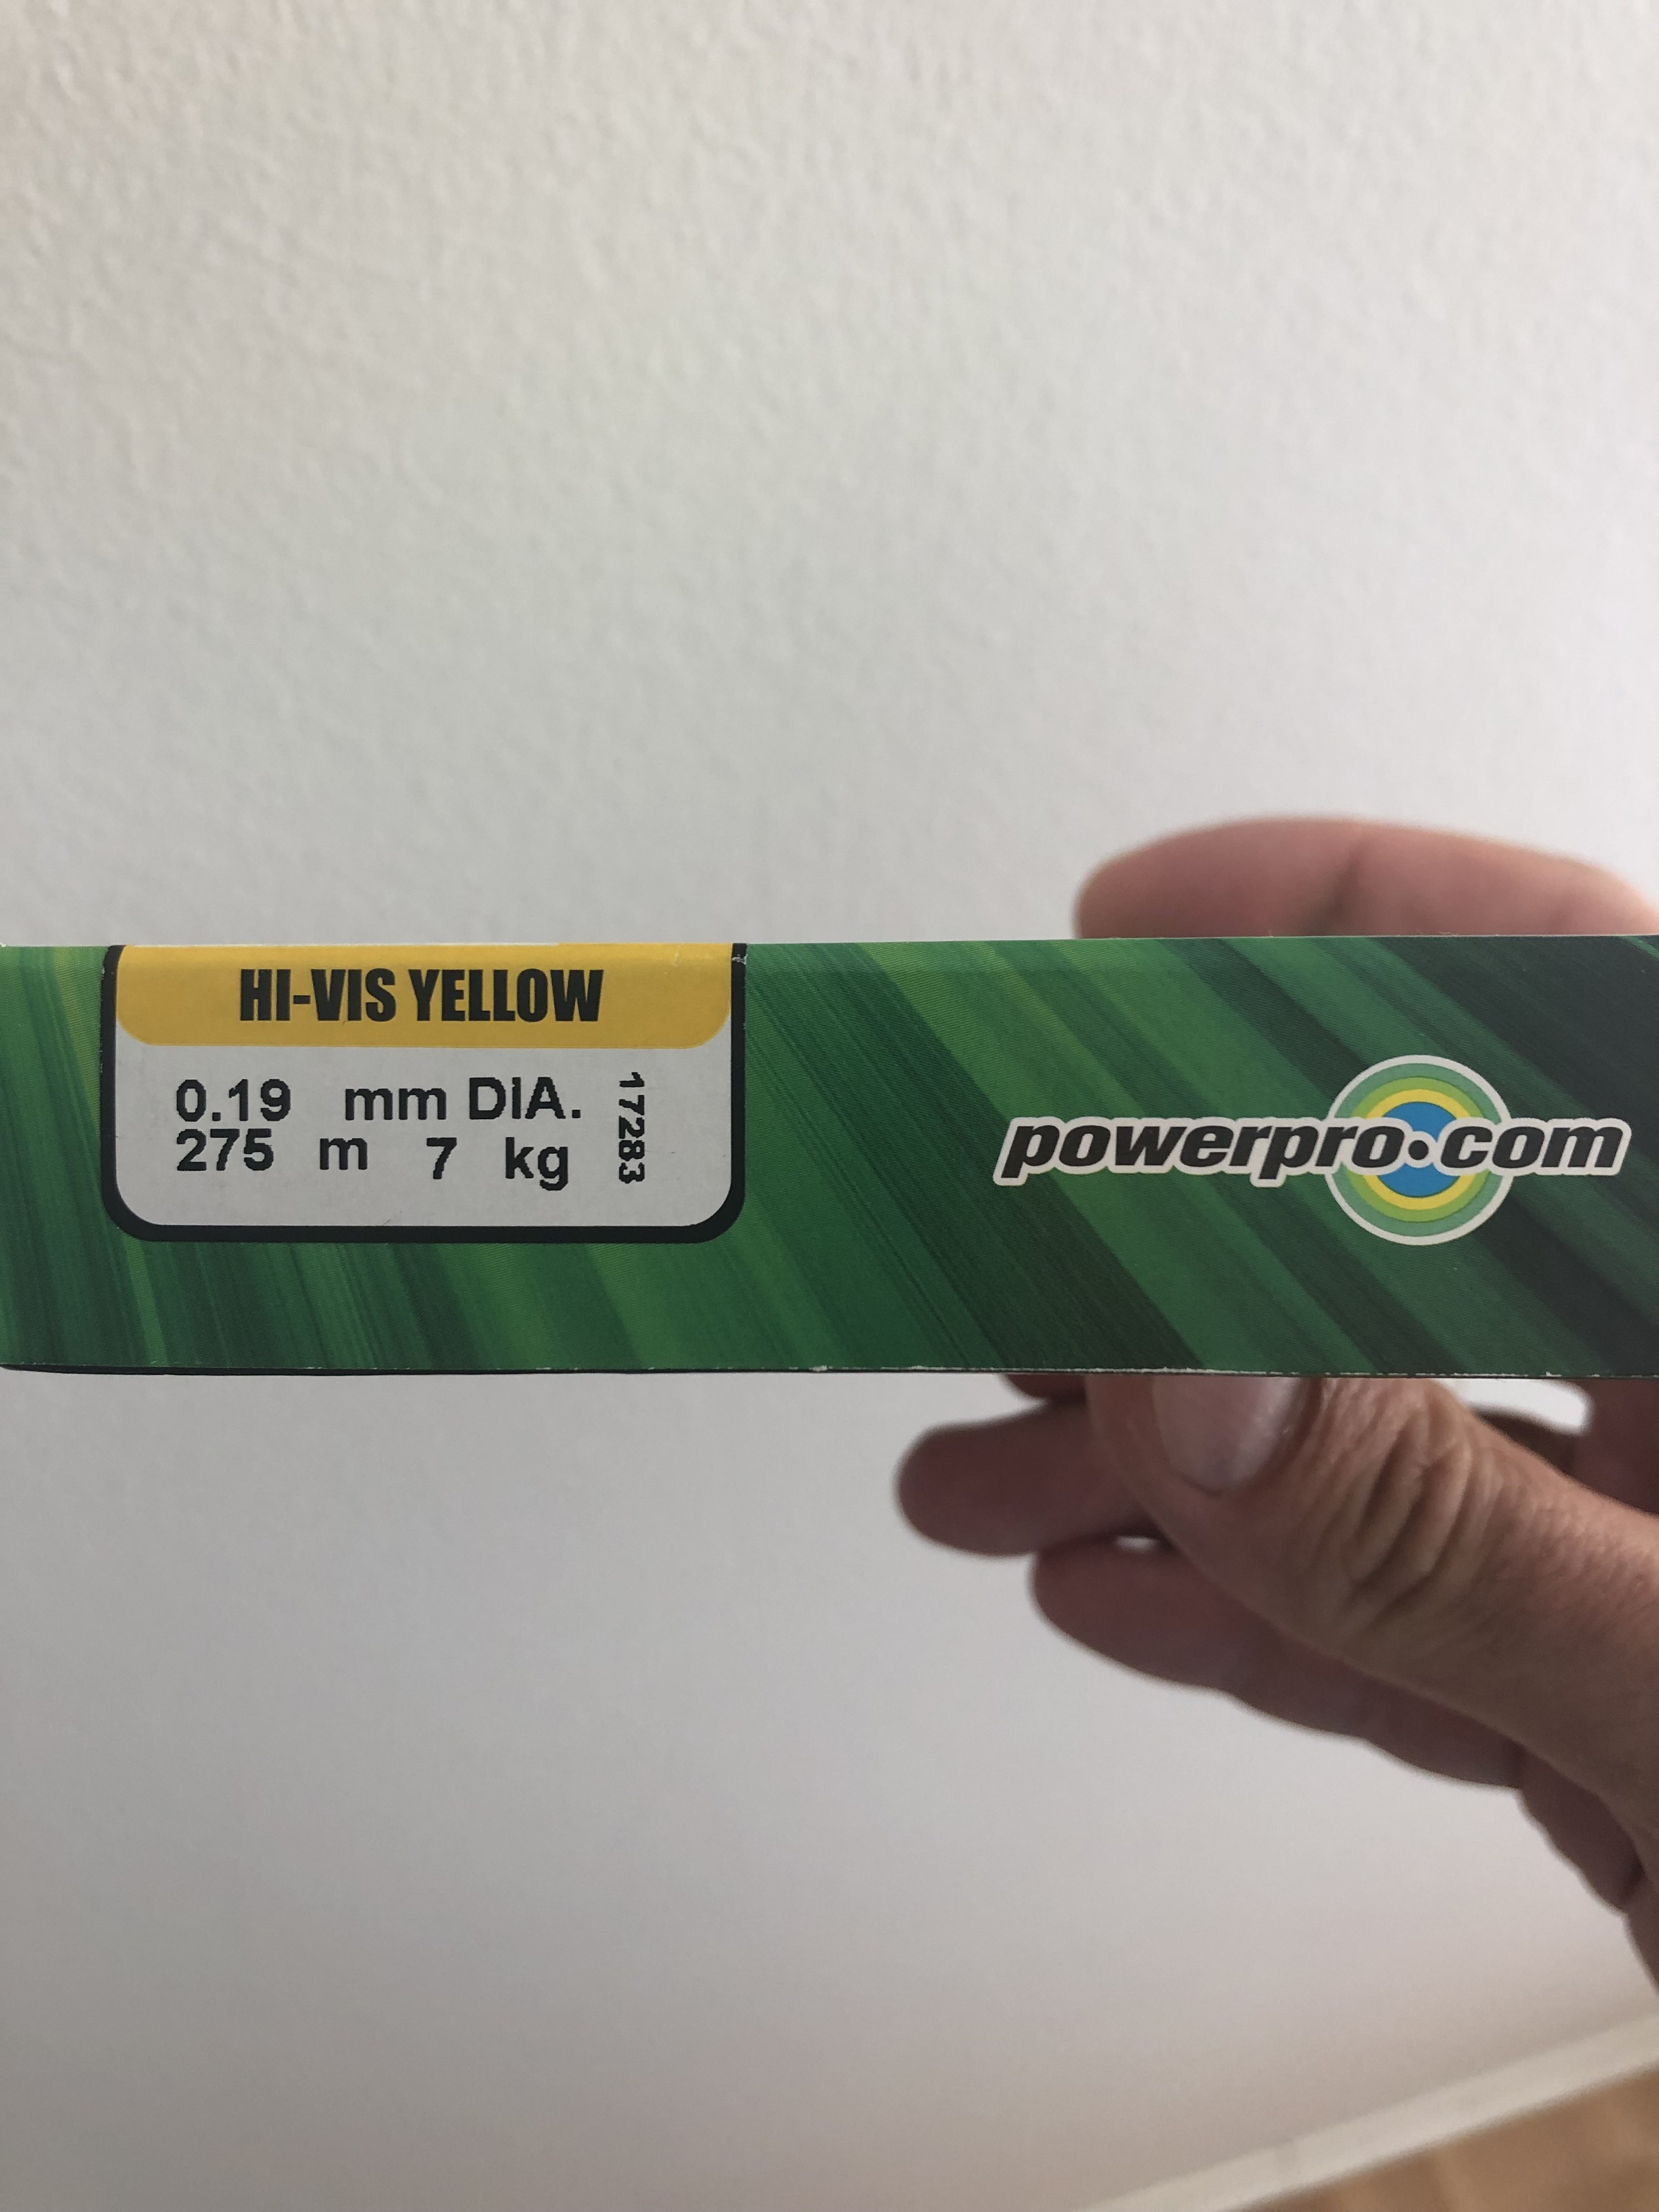 HI-VIS YELLOW
0.19 mm DIA.
275 m 7 kg
17283
powerpro.com